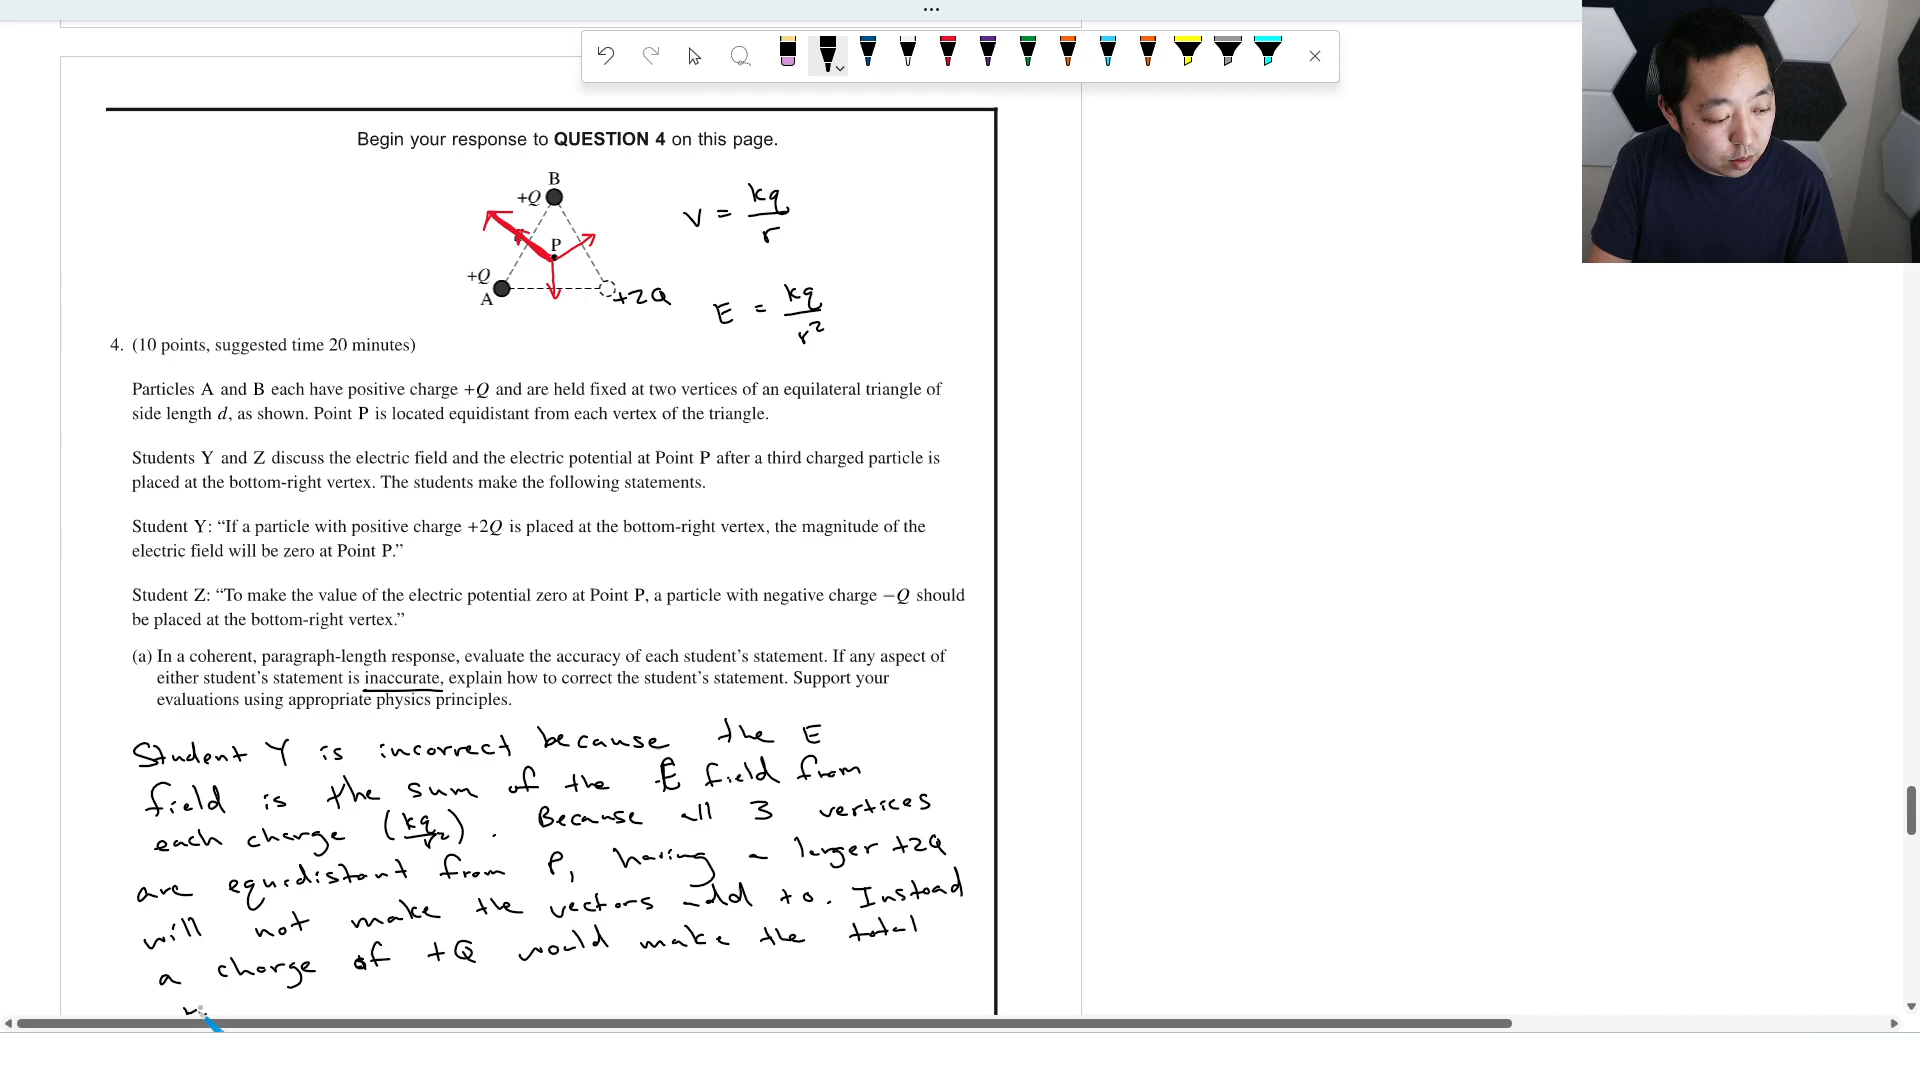 Begin your response to QUESTION 4 on this page.
B
+Q
P
+Q
A
+2Q
V = kq/r
E = kq/r²
4. (10 points, suggested time 20 minutes)
Particles A and B each have positive charge +Q and are held fixed at two vertices of an equilateral triangle of
side length d, as shown. Point P is located equidistant from each vertex of the triangle.
Students Y and Z discuss the electric field and the electric potential at Point P after a third charged particle is
placed at the bottom-right vertex. The students make the following statements.
Student Y: “If a particle with positive charge +2Q is placed at the bottom-right vertex, the magnitude of the
electric field will be zero at Point P.”
Student Z: “To make the value of the electric potential zero at Point P, a particle with negative charge −Q should
be placed at the bottom-right vertex.”
(a) In a coherent, paragraph-length response, evaluate the accuracy of each student’s statement. If any aspect of
either student’s statement is inaccurate, explain how to correct the student’s statement. Support your
evaluations using appropriate physics principles.
Student Y is incorrect because the E
field is the sum of the E field from
each charge (kq/r²). Because all 3 vertices
are equidistant from P, having a larger +2Q
will not make the vectors add to 0. Instead
a charge of +Q would make the total